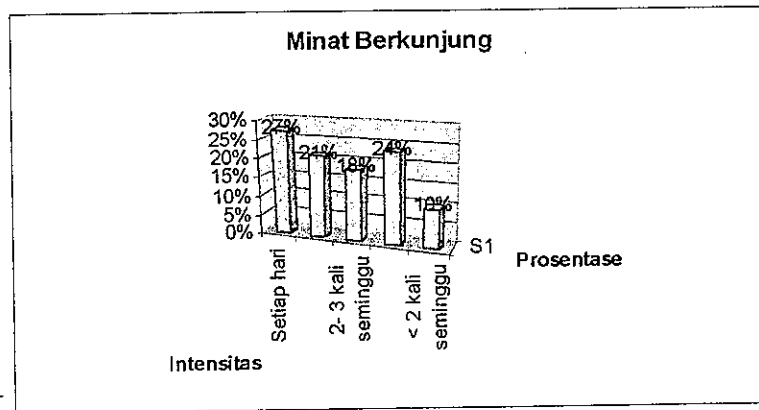 Minat Berkunjung
30%
25%
20%
15%
10%
5%
0%
27%
21%
18%
24%
10%
S1
Prosentase
Setiap hari
2- 3 kali
seminggu
< 2 kali
seminggu
Intensitas